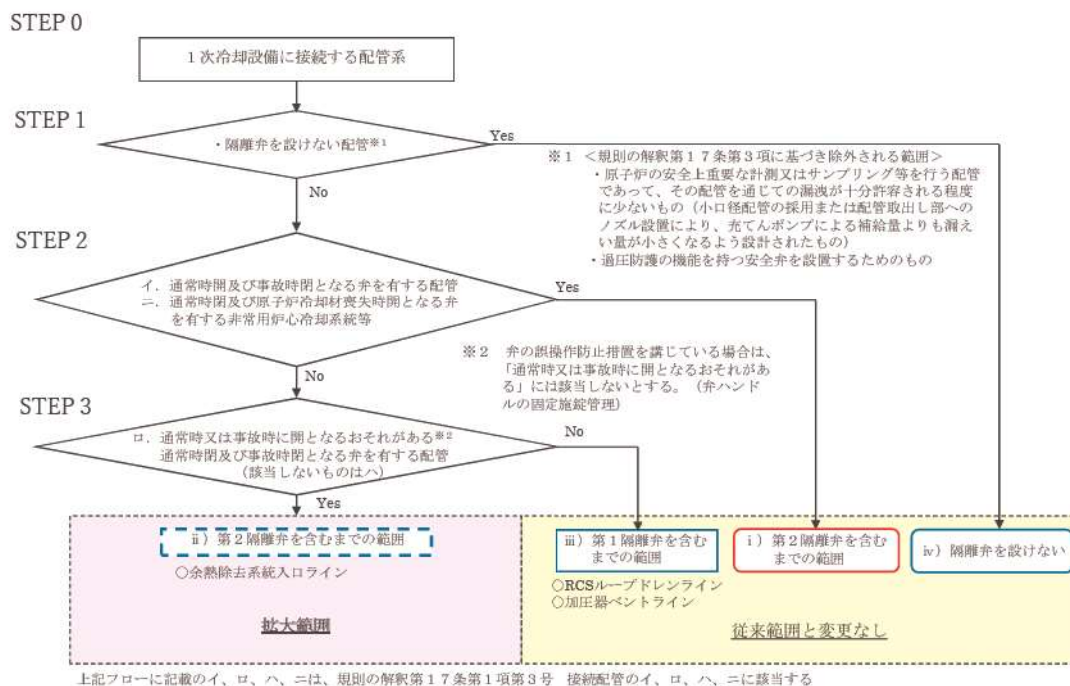 STEP 0
1次冷却設備に接続する配管系
STEP 1
・隔離弁を設けない配管※1
Yes
No
※1 <規則の解釈第17条第3項に基づき除外される範囲>
・原子炉の安全上重要な計測又はサンプリング等を行う配管
であって、その配管を通じての漏洩が十分許容される程度
に少ないもの(小口径配管の採用または配管取出し部への
ノズル設置により、充てんポンプによる補給量よりも漏え
い量が小さくなるよう設計されたもの)
・過圧防護の機能を持つ安全弁を設置するためのもの
STEP 2
イ.通常時開及び事故時閉となる弁を有する配管
ニ.通常時閉及び原子炉冷却材喪失時開となる弁
を有する非常用炉心冷却系統等
Yes
No
※2 弁の誤操作防止措置を講じている場合は、
「通常時又は事故時に開となるおそれがあ
る」には該当しないとする。(弁ハンド
ルの固定施錠管理)
STEP 3
ロ.通常時又は事故時に開となるおそれがある※2
通常時閉及び事故時閉となる弁を有する配管
(該当しないものはハ)
No
Yes
ⅱ)第2隔離弁を含むまでの範囲
○余熱除去系統入口ライン
拡大範囲
ⅲ)第1隔離弁を含む
までの範囲
○RCSループドレンライン
○加圧器ベントライン
ⅰ)第2隔離弁を含む
までの範囲
ⅳ)隔離弁を設けない
従来範囲と変更なし
上記フローに記載のイ、ロ、ハ、ニは、規則の解釈第17条第1項第3号 接続配管のイ、ロ、ハ、ニに該当する